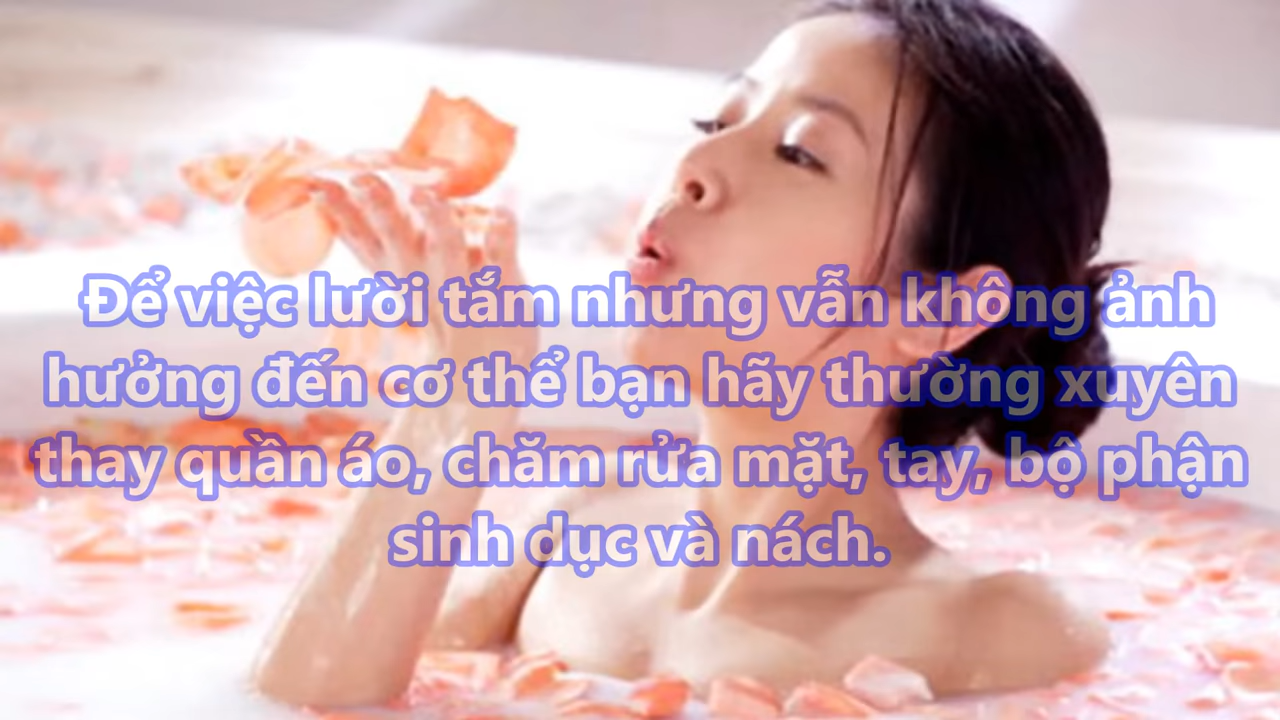 Để việc lười tắm nhưng vẫn không ảnh
hưởng đến cơ thể bạn hãy thường xuyên
thay quần áo, chăm rửa mặt, tay, bộ phận
sinh dục và nách.